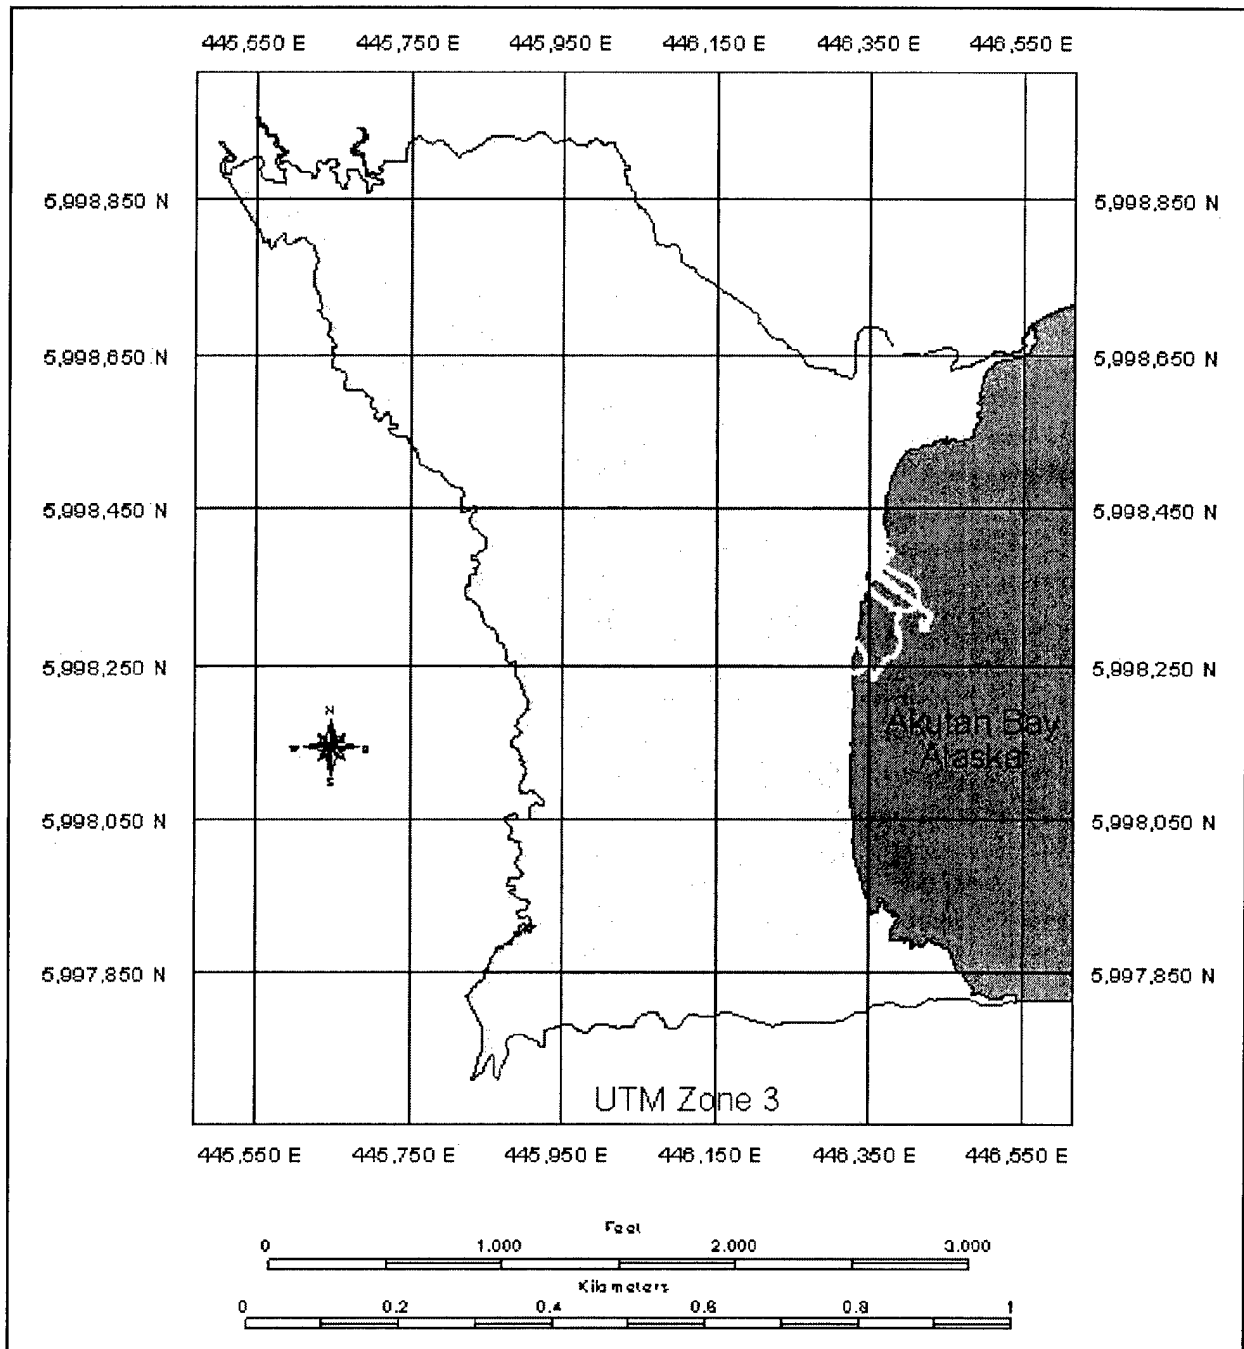 445,550 E 445,750 E 445,950 E 446,150 E 446,350 E 446,550 E
5,998,850 N 5,998,850 N
5,998,650 N 5,998,650 N
5,998,450 N 5,998,450 N
5,998,250 N 5,998,250 N
N
W E
S
Akutan Bay
Alaska
5,998,050 N 5,998,050 N
5,997,850 N 5,997,850 N
UTM Zone 3
445,550 E 445,750 E 445,950 E 446,150 E 446,350 E 446,550 E
Feet
0 1.000 2.000 3.000
Kilometers
0 0.2 0.4 0.6 0.8 1